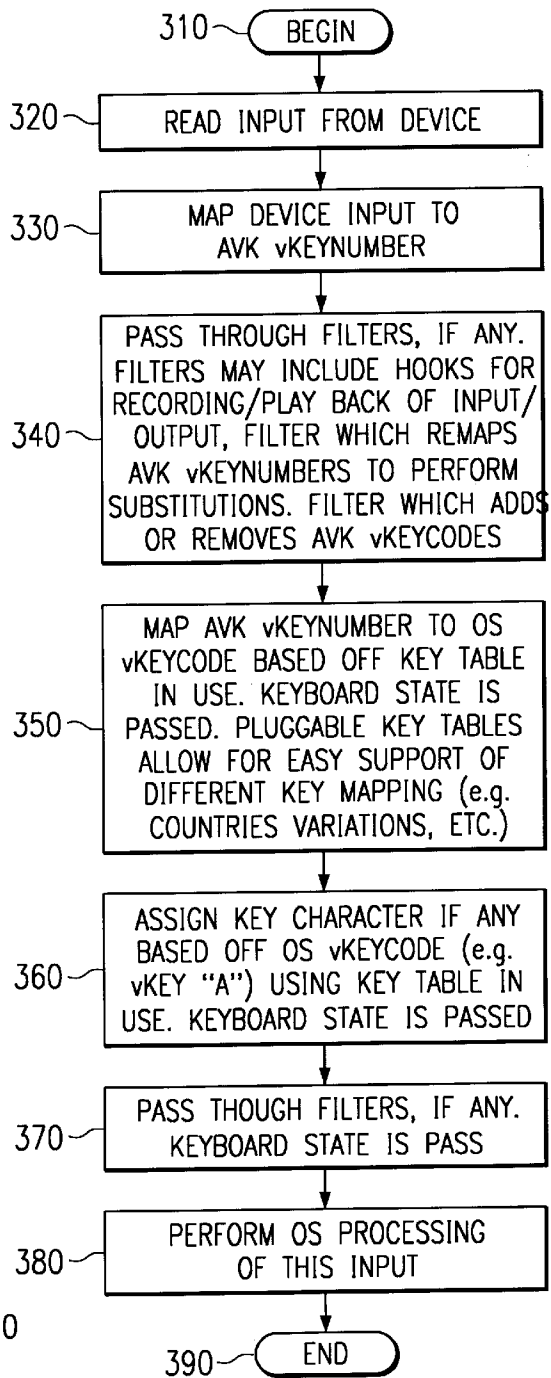 310 BEGIN
320 READ INPUT FROM DEVICE
330 MAP DEVICE INPUT TO
AVK vKEYNUMBER
340 PASS THROUGH FILTERS, IF ANY.
FILTERS MAY INCLUDE HOOKS FOR
RECORDING/PLAY BACK OF INPUT/
OUTPUT, FILTER WHICH REMAPS
AVK vKEYNUMBERS TO PERFORM
SUBSTITUTIONS. FILTER WHICH ADDS
OR REMOVES AVK vKEYCODES
350 MAP AVK vKEYNUMBER TO OS
vKEYCODE BASED OFF KEY TABLE
IN USE. KEYBOARD STATE IS
PASSED. PLUGGABLE KEY TABLES
ALLOW FOR EASY SUPPORT OF
DIFFERENT KEY MAPPING (e.g.
COUNTRIES VARIATIONS, ETC.)
360 ASSIGN KEY CHARACTER IF ANY
BASED OFF OS vKEYCODE (e.g.
vKEY "A") USING KEY TABLE IN
USE. KEYBOARD STATE IS PASSED
370 PASS THOUGH FILTERS, IF ANY.
KEYBOARD STATE IS PASS
380 PERFORM OS PROCESSING
OF THIS INPUT
0
390 END